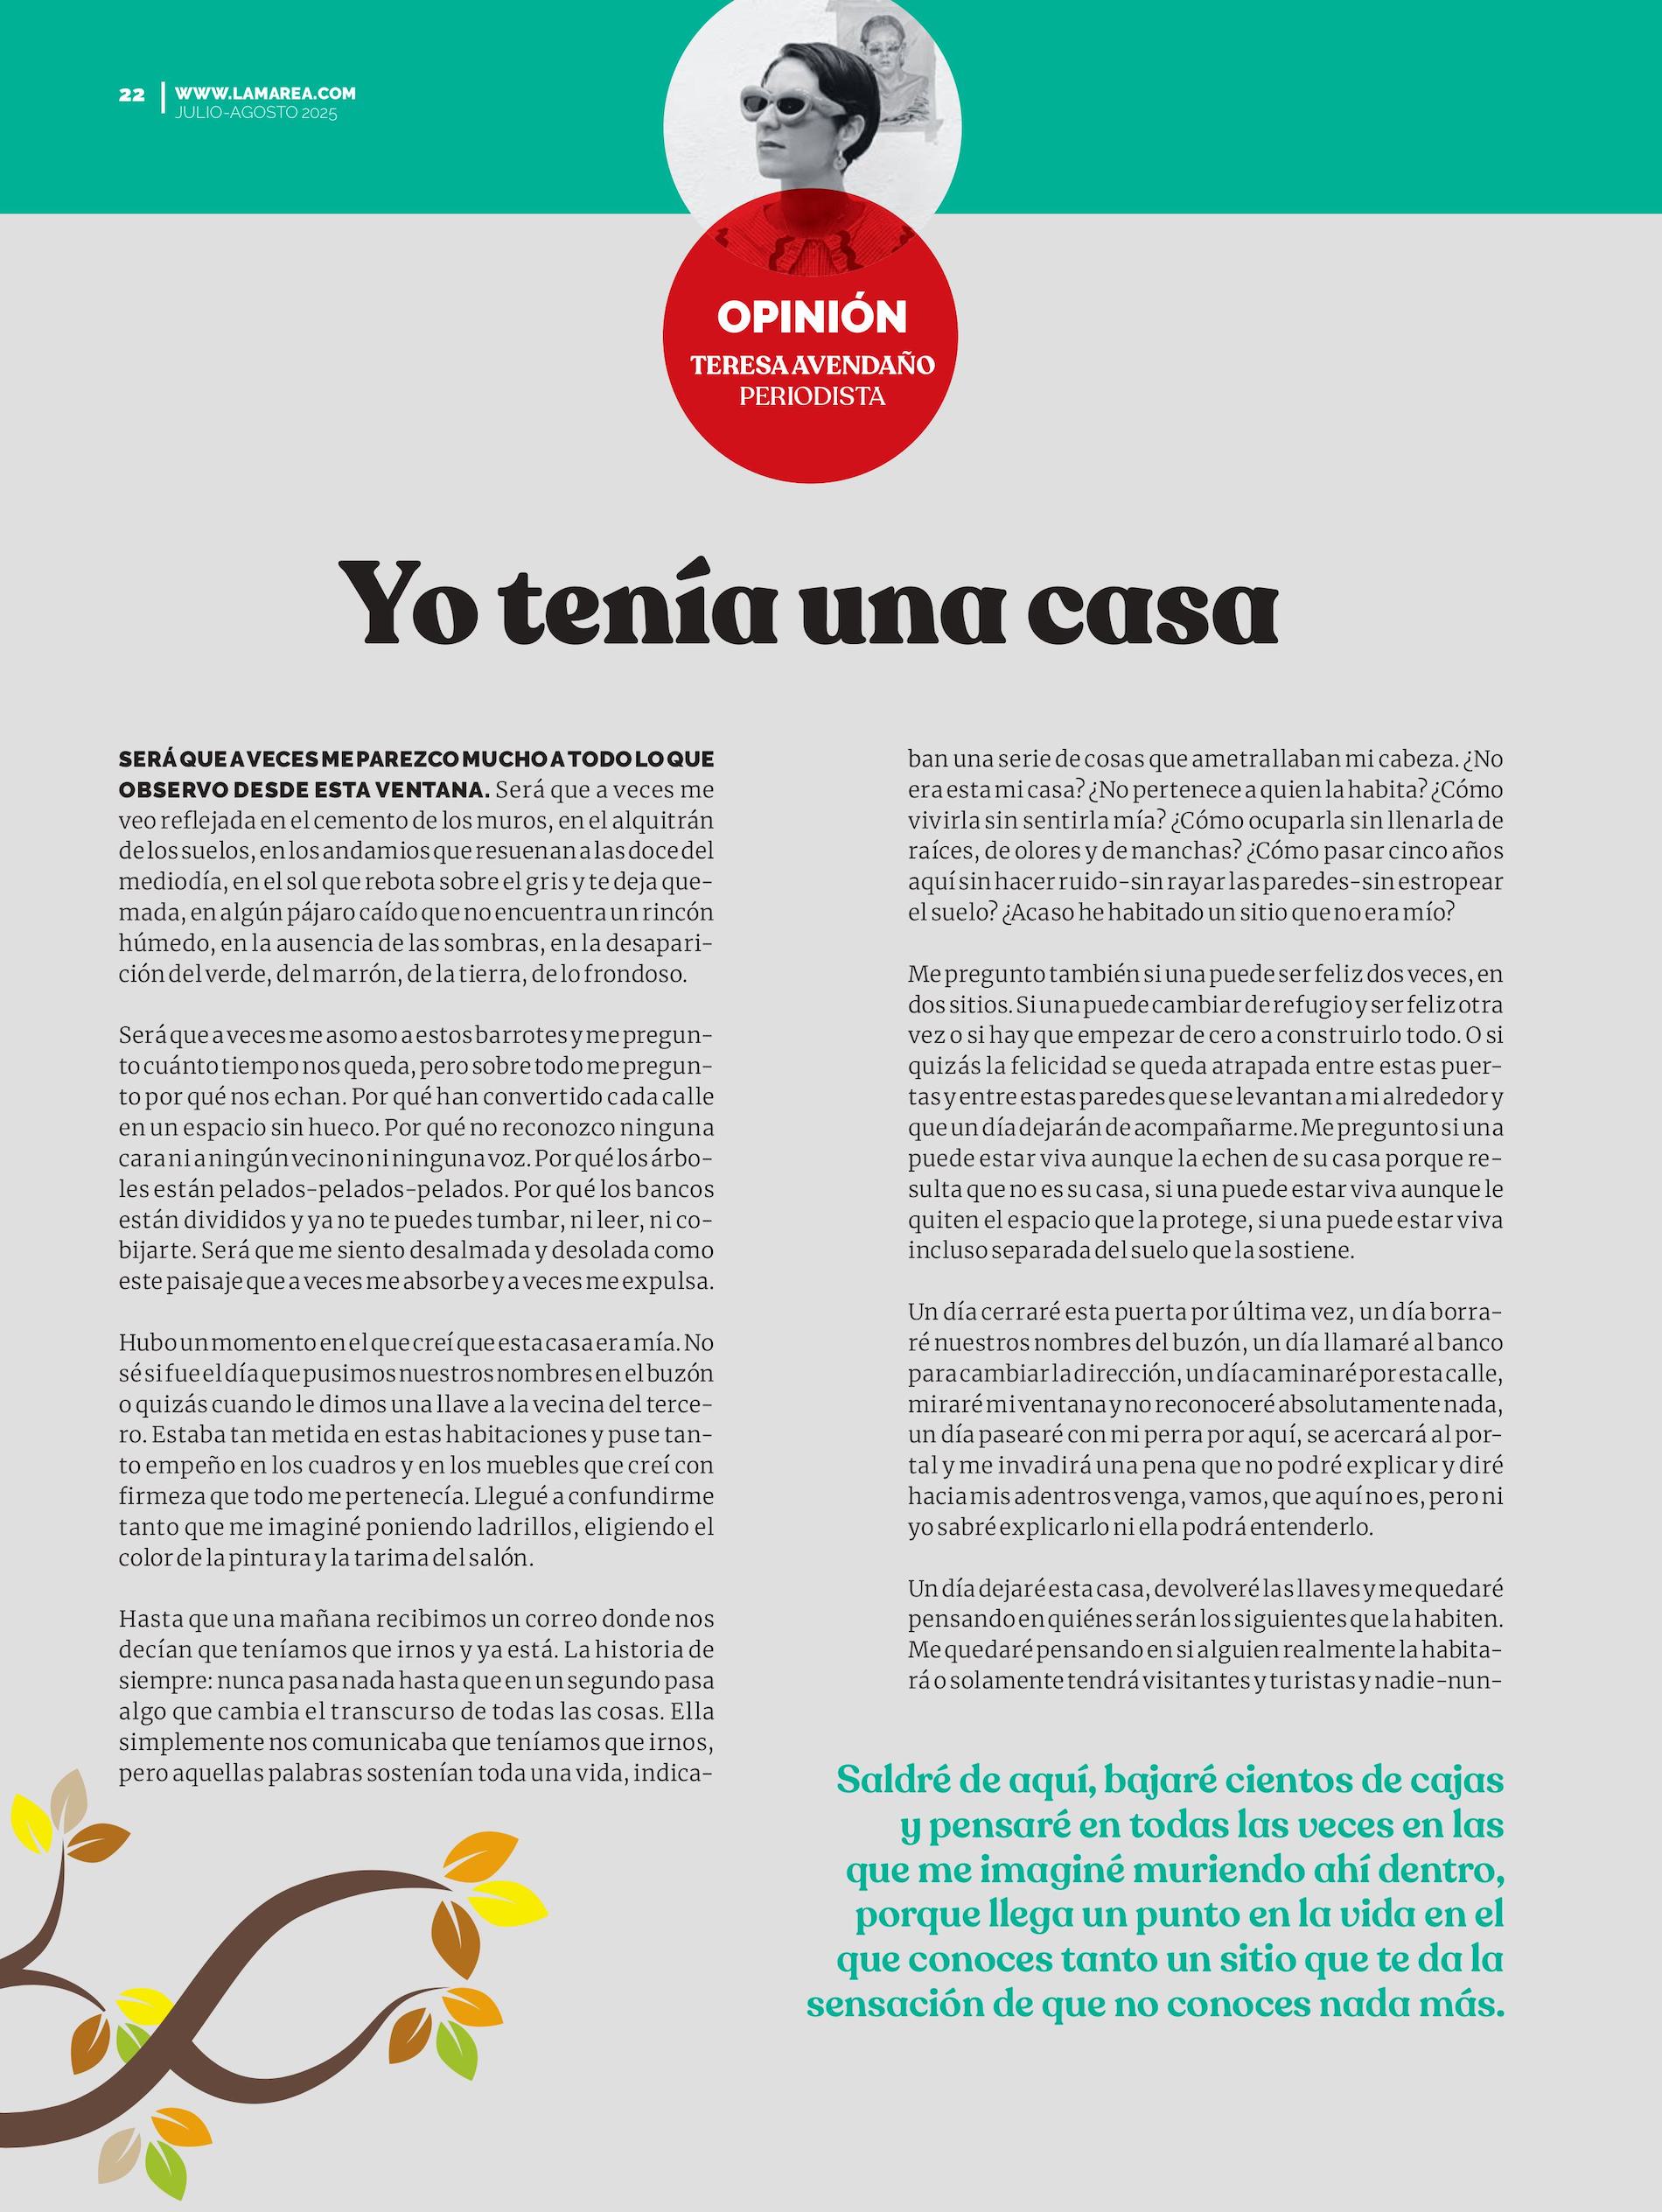 22
WWW.LAMAREA.COM
JULIO-AGOSTO 2025
OPINIÓN
TERESA AVENDAÑO
PERIODISTA
Yo tenía una casa
SERÁ QUE A VECES ME PAREZCO MUCHO A TODO LO QUE
OBSERVO DESDE ESTA VENTANA. Será que a veces me
veo reflejada en el cemento de los muros, en el alquitrán
de los suelos, en los andamios que resuenan a las doce del
mediodía, en el sol que rebota sobre el gris y te deja que-
mada, en algún pájaro caído que no encuentra un rincón
húmedo, en la ausencia de las sombras, en la desapari-
ción del verde, del marrón, de la tierra, de lo frondoso.
Será que a veces me asomo a estos barrotes y me pregun-
to cuánto tiempo nos queda, pero sobre todo me pregun-
to por qué nos echan. Por qué han convertido cada calle
en un espacio sin hueco. Por qué no reconozco ninguna
cara ni a ningún vecino ni ninguna voz. Por qué los árbo-
les están pelados-pelados-pelados. Por qué los bancos
están divididos y ya no te puedes tumbar, ni leer, ni co-
bijarte. Será que me siento desalmada y desolada como
este paisaje que a veces me absorbe y a veces me expulsa.
Hubo un momento en el que creí que esta casa era mía. No
sé si fue el día que pusimos nuestros nombres en el buzón
o quizás cuando le dimos una llave a la vecina del terce-
ro. Estaba tan metida en estas habitaciones y puse tan-
to empeño en los cuadros y en los muebles que creí con
firmeza que todo me pertenecía. Llegué a confundirme
tanto que me imaginé poniendo ladrillos, eligiendo el
color de la pintura y la tarima del salón.
Hasta que una mañana recibimos un correo donde nos
decían que teníamos que irnos y ya está. La historia de
siempre: nunca pasa nada hasta que en un segundo pasa
algo que cambia el transcurso de todas las cosas. Ella
simplemente nos comunicaba que teníamos que irnos,
pero aquellas palabras sostenían toda una vida, indica-
ban una serie de cosas que ametrallaban mi cabeza. ¿No
era esta mi casa? ¿No pertenece a quien la habita? ¿Cómo
vivirla sin sentirla mía? ¿Cómo ocuparla sin llenarla de
raíces, de olores y de manchas? ¿Cómo pasar cinco años
aquí sin hacer ruido-sin rayar las paredes-sin estropear
el suelo? ¿Acaso he habitado un sitio que no era mío?
Me pregunto también si una puede ser feliz dos veces, en
dos sitios. Si una puede cambiar de refugio y ser feliz otra
vez o si hay que empezar de cero a construirlo todo. O si
quizás la felicidad se queda atrapada entre estas puer-
tas y entre estas paredes que se levantan a mi alrededor y
que un día dejarán de acompañarme. Me pregunto si una
puede estar viva aunque la echen de su casa porque re-
sulta que no es su casa, si una puede estar viva aunque le
quiten el espacio que la protege, si una puede estar viva
incluso separada del suelo que la sostiene.
Un día cerraré esta puerta por última vez, un día borra-
ré nuestros nombres del buzón, un día llamaré al banco
para cambiar la dirección, un día caminaré por esta calle,
miraré mi ventana y no reconoceré absolutamente nada,
un día pasearé con mi perra por aquí, se acercará al por-
tal y me invadirá una pena que no podré explicar y diré
hacia mis adentros venga, vamos, que aquí no es, pero ni
yo sabré explicarlo ni ella podrá entenderlo.
Un día dejaré esta casa, devolveré las llaves y me quedaré
pensando en quiénes serán los siguientes que la habiten.
Me quedaré pensando en si alguien realmente la habita-
rá o solamente tendrá visitantes y turistas y nadie-nun-
Saldré de aquí, bajaré cientos de cajas
y pensaré en todas las veces en las
que me imaginé muriendo ahí dentro,
porque llega un punto en la vida en el
que conoces tanto un sitio que te da la
sensación de que no conoces nada más.